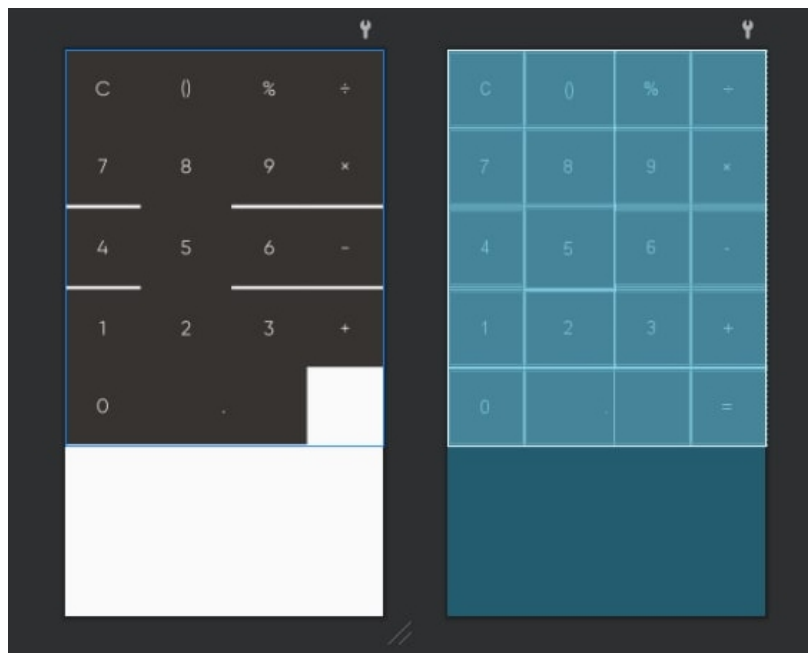 C () % ÷
7 8 9 ×
4 5 6 -
1 2 3 +
0 .
C () % ÷
7 8 9 ×
4 5 6 -
1 2 3 +
0 . =